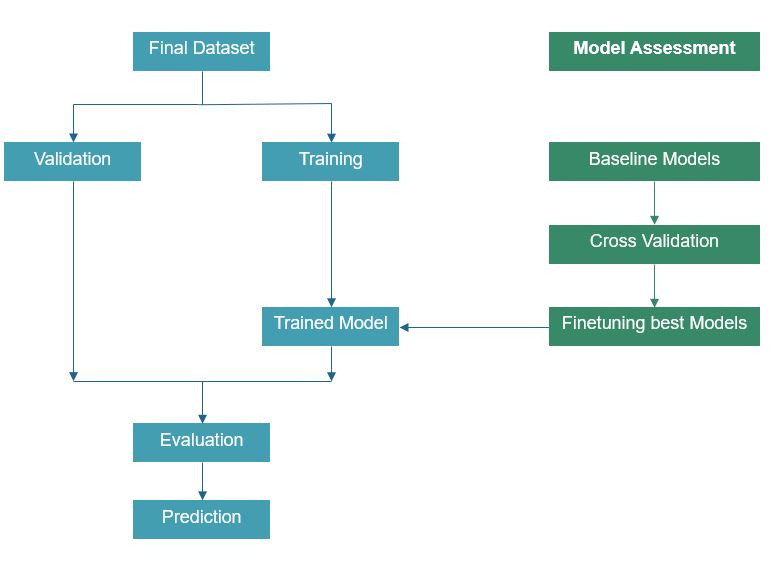 Final Dataset
Model Assessment
Validation
Training
Baseline Models
Cross Validation
Trained Model
Finetuning best Models
Evaluation
Prediction